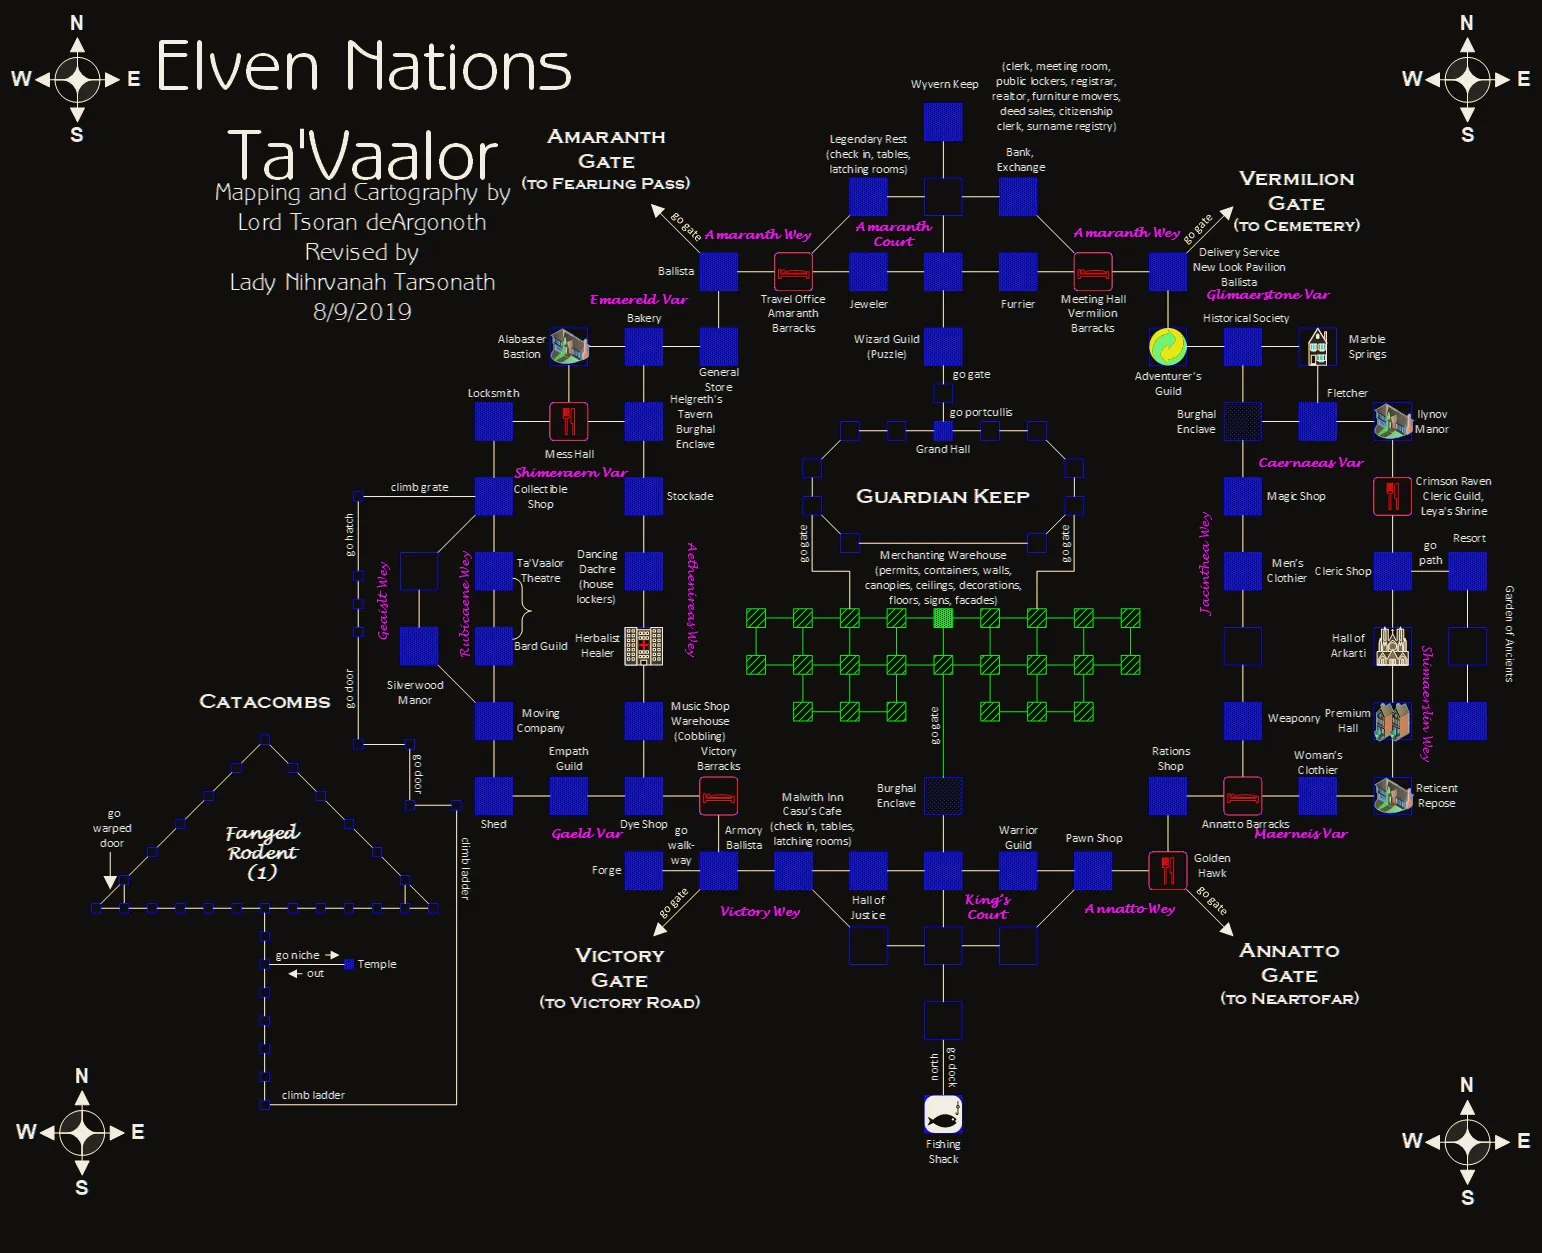 N
W E
S
Elven Nations
Ta'Vaalor
Mapping and Cartography by
Lord Tsoran deArgonoth
Revised by
Lady Nihrvanah Tarsonath
8/9/2019
N
W E
S
Amaranth
Gate
(to Fearling Pass)
go gate
Wyvern Keep
(clerk, meeting room,
public lockers, registrar,
realtor, furniture movers,
deed sales, citizenship
clerk, surname registry)
Legendary Rest
(check in, tables,
latching rooms)
Bank,
Exchange
Vermilion
Gate
(to Cemetery)
go gate
Amaranth Wey
Amaranth
Court
Amaranth Wey
Ballista
Travel Office
Amaranth
Barracks
Jeweler
Furrier
Meeting Hall
Vermilion
Barracks
Delivery Service
New Look Pavilion
Ballista
Glimaerstone Var
Emaereld Var
Bakery
Alabaster
Bastion
General
Store
Wizard Guild
(Puzzle)
Historical Society
Marble
Springs
Adventurer's
Guild
go gate
go portcullis
Grand Hall
Locksmith
Mess Hall
Helgreth's
Tavern
Burghal
Enclave
Fletcher
Burghal
Enclave
Ilynov
Manor
Shimeraern Var
Caernaeas Var
climb grate
Collectible
Shop
Stockade
Guardian Keep
Magic Shop
Crimson Raven
Cleric Guild,
Leya's Shrine
go hatch
go gate
go gate
Geaislt Wey
Rubicaene Wey
Ta'Vaalor
Theatre
Dancing
Dachre
(house
lockers)
Aethenireas Wey
Merchanting Warehouse
(permits, containers, walls,
canopies, ceilings, decorations,
floors, signs, facades)
Jacinthea Wey
Men's
Clothier
Cleric Shop
go
path
Resort
Garden of Ancients
Bard Guild
Herbalist
Healer
Hall of
Arkarti
Shimaerslin Wey
Silverwood
Manor
go door
Catacombs
Moving
Company
Music Shop
Warehouse
(Cobbling)
go gate
Weaponry
Premium
Hall
go door
Empath
Guild
Victory
Barracks
Rations
Shop
Woman's
Clothier
Shed
Gaeld Var
Dye Shop
Malwith Inn
Casu's Cafe
(check in, tables,
latching rooms)
Burghal
Enclave
Annatto Barracks
Maerneis Var
Reticent
Repose
go
warped
door
Fanged
Rodent
(1)
climb ladder
Forge
go
walk-
way
Armory
Ballista
Warrior
Guild
Pawn Shop
Golden
Hawk
go gate
go gate
Victory Wey
Hall of
Justice
King's
Court
Annatto Wey
go niche
out
Temple
Victory
Gate
(to Victory Road)
Annatto
Gate
(to Neartofar)
climb ladder
north
go dock
Fishing
Shack
N
W E
S
N
W E
S